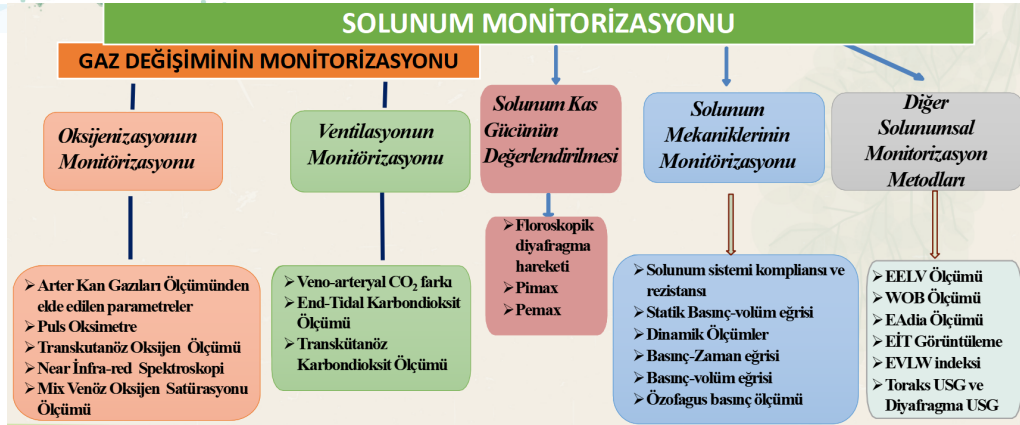 SOLUNUM MONİTORİZASYONU
GAZ DEĞİŞİMİNİN MONİTORİZASYONU
Oksijenizasyonun
Monitörizasyonu
➢Arter Kan Gazıları Ölçümünden
elde edilen parametreler
➢Puls Oksimetre
➢Transkutanöz Oksijen Ölçümü
➢Near İnfra-red Spektroskopi
➢Mix Venöz Oksijen Satürasyonu
Ölçümü
Ventilasyonun
Monitörizasyonu
➢Veno-arteryal CO₂ farkı
➢End-Tidal Karbondioksit
Ölçümü
➢Transkütanöz
Karbondioksit Ölçümü
Solunum Kas
Gücünün
Değerlendirilmesi
➢Floroskopik
diyafragma
hareketi
➢Pimax
➢Pemax
Solunum
Mekaniklerinin
Monitörizasyonu
➢Solunum sistemi kompliansı ve
rezistansı
➢Statik Basınç-volüm eğrisi
➢Dinamik Ölçümler
➢Basınç-Zaman eğrisi
➢Basınç-volüm eğrisi
➢Özofagus basınç ölçümü
Diğer
Solunumsal
Monitorizasyon
Metodları
➢EELV Ölçümü
➢WOB Ölçümü
➢EAdia Ölçümü
➢EİT Görüntüleme
➢EVLW indeksi
➢Toraks USG ve
Diyafragma USG